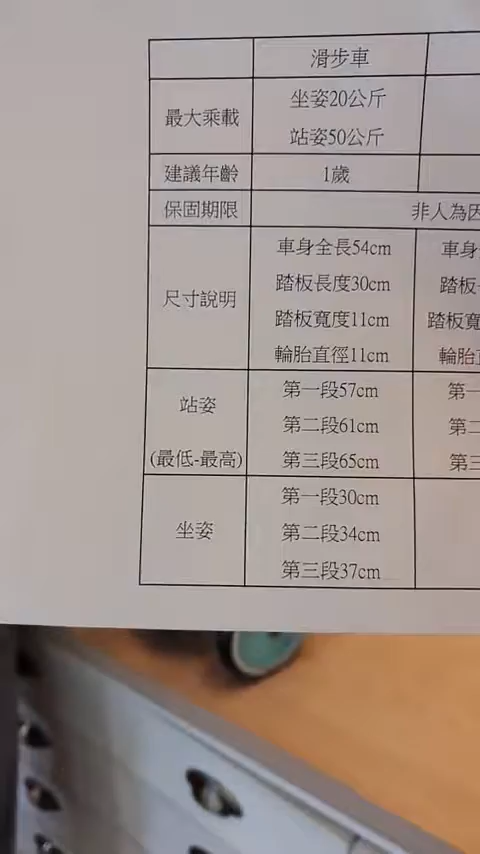 滑步車
最大乘載
坐姿20公斤
站姿50公斤
建議年齡
1歲
保固期限
非人為因
尺寸說明
車身全長54cm
車身
踏板長度30cm
踏板
踏板寬度11cm
踏板寬
輪胎直徑11cm
輪胎
站姿
(最低-最高)
第一段57cm
第一
第二段61cm
第二
第三段65cm
第三
坐姿
第一段30cm
第二段34cm
第三段37cm